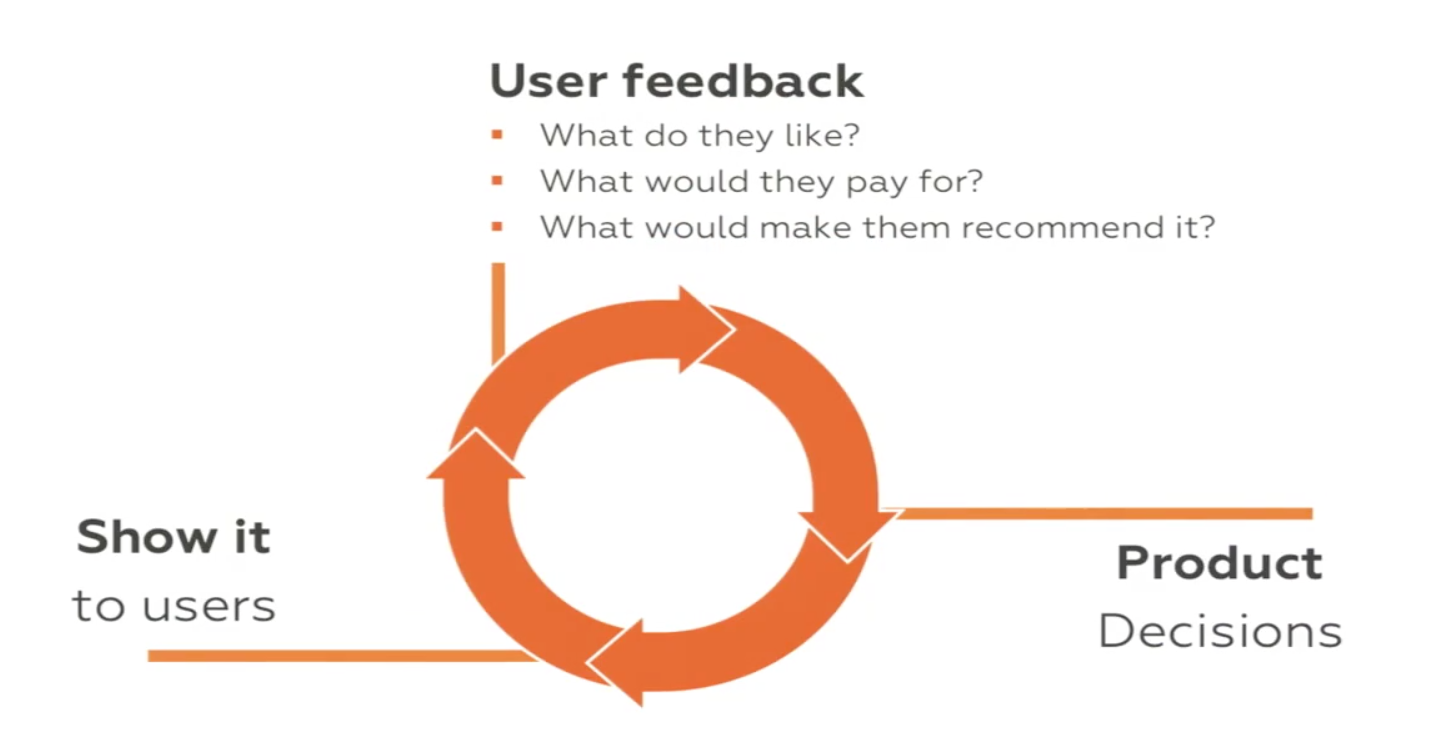 User feedback
▪ What do they like?
▪ What would they pay for?
▪ What would make them recommend it?
Show it
to users
Product
Decisions